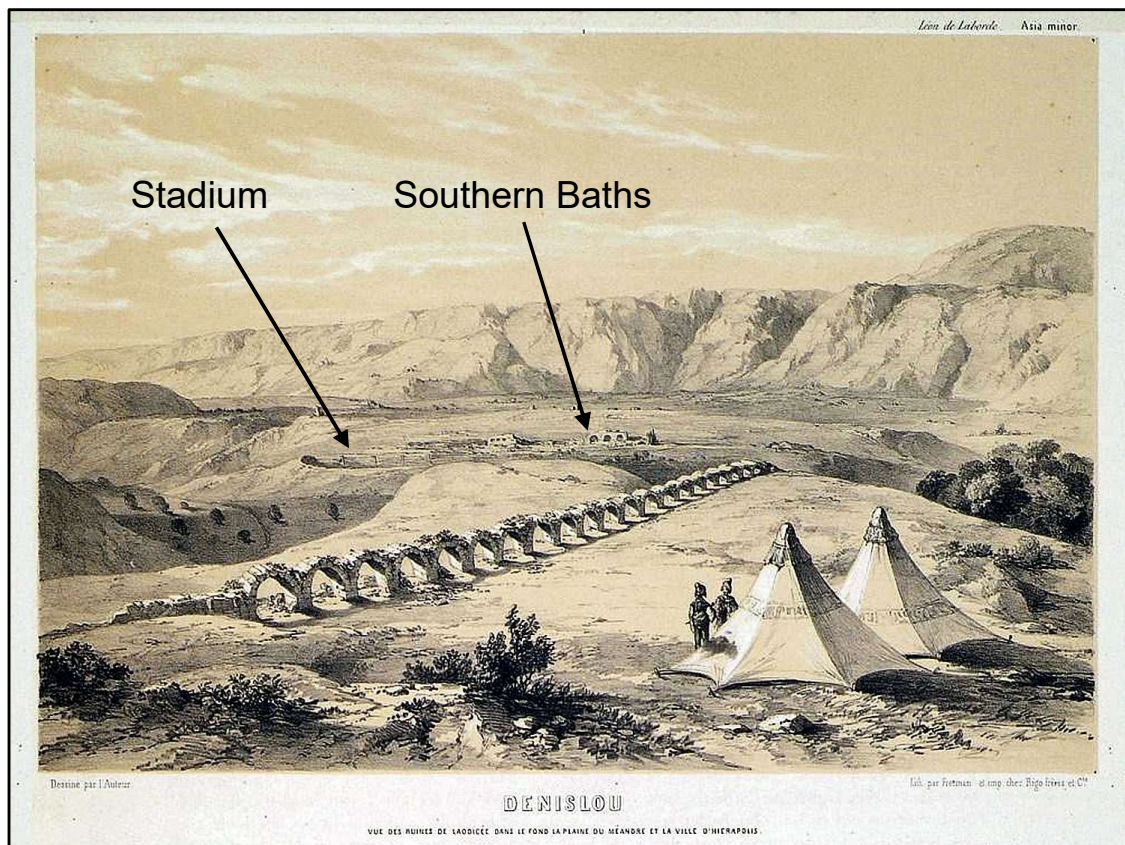 Léon de Laborde. Asia minor.
Stadium Southern Baths
Dessiné par l'Auteur
Lith. par Freeman et imp. chez Bigo frères et Cie
DENISLOU
VUE DES RUINES DE LAODICÉE DANS LE FOND LA PLAINE DU MÉANDRE ET LA VILLE D'HIERAPOLIS.